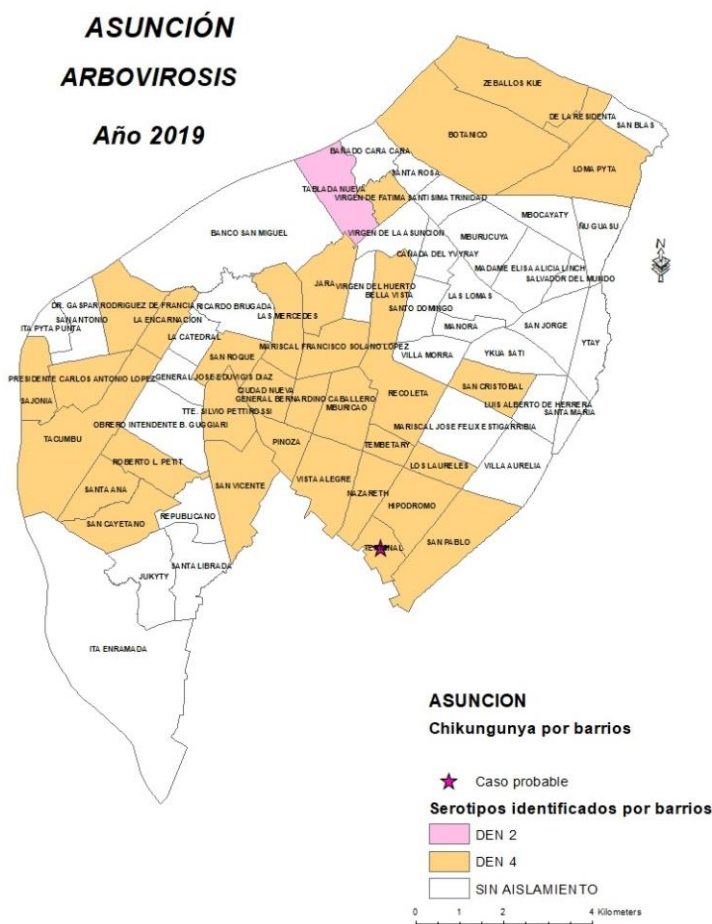 ASUNCIÓN
ARBOVIROSIS
Año 2019
ZEBALLOS KUE
DE LA RESIDENTA
SAN BLAS
BOTANICO
BAÑADO CARA CARA
LOMA PYTA
SANTA ROSA
TABLADA NUEVA
VIRGEN DE FATIMA
SANTISIMA TRINIDAD
MBOCAYATY
ÑU GUASU
BANCO SAN MIGUEL
VIRGEN DE LA ASUNCION
MBURUCUYA
CAÑADA DEL YVYRAY
MADAME ELISA ALICIA LINCH
SALVADOR DEL MUNDO
JARA
VIRGEN DEL HUERTO
BELLA VISTA
LAS LOMAS
DR. GASPAR RODRIGUEZ DE FRANCIA
RICARDO BRUGADA
SANTO DOMINGO
SAN ANTONIO
LA ENCARNACION
LAS MERCEDES
MANORA
SAN JORGE
ITA PYTA PUNTA
LA CATEDRAL
YTAY
MARISCAL FRANCISCO SOLANO LOPEZ
VILLA MORRA
YKUA SATI
SAN ROQUE
PRESIDENTE CARLOS ANTONIO LOPEZ
GENERAL JOSE EDUVIGIS DIAZ
SAJONIA
CIUDAD NUEVA
GENERAL BERNARDINO CABALLERO
RECOLETA
SAN CRISTOBAL
MBURICAO
LUIS ALBERTO DE HERRERA
TTE. SILVIO PETTIROSSI
SANTA MARIA
OBRERO INTENDENTE B. GUGGIARI
MARISCAL JOSE FELIX ESTIGARRIBIA
TACUMBU
PINOZA
TEMBETARY
ROBERTO L. PETIT
LOS LAURELES
VILLA AURELIA
SANTA ANA
SAN VICENTE
VISTA ALEGRE
NAZARETH
HIPODROMO
SAN CAYETANO
REPUBLICANO
SAN PABLO
TERMINAL
SANTA LIBRADA
JUKYTY
ITA ENRAMADA
N
ASUNCION
Chikungunya por barrios
Caso probable
Serotipos identificados por barrios
DEN 2
DEN 4
SIN AISLAMIENTO
0 1 2 4 Kilometers